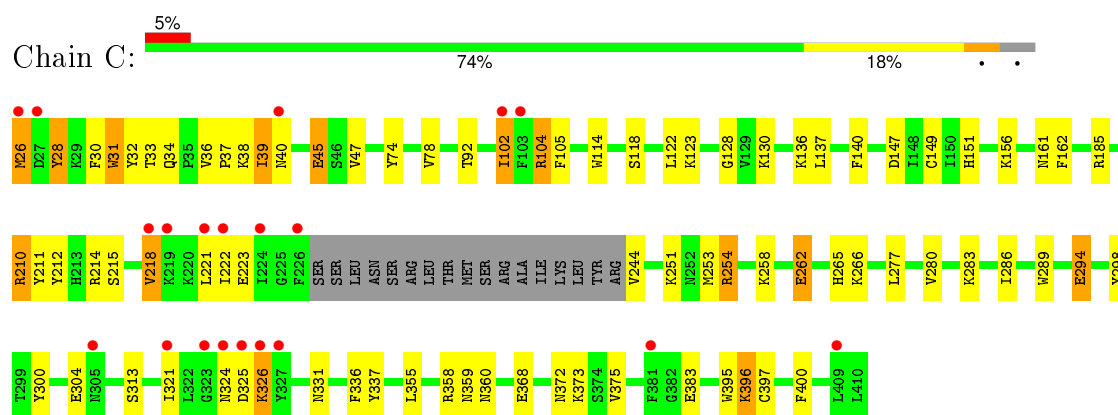 5%
Chain C:
74% 18% • •
M26 D27 Y28 K29 F30 W31 Y32 T33 Q34 P35 V36 P37 K38 I39 N40 E45 S46 V47 Y74 V78 T92 I102 F103 R104 F105 W114 S118 L122 K123 G128 V129 K130 K136 L137 F140 D147 I148 C149 I150 H151 K156 N161 F162 R185
R210 Y211 Y212 H213 R214 S215 V218 K219 K220 L221 I222 E223 I224 G225 F226 SER SER LEU ASN SER ARG LEU THR MET SER ARG ALA ILE LYS LEU TYR ARG V244 K251 N252 M253 R254 K258 E262 H265 K266 L277 V280 K283 I286 W289 E294 Y298
T299 Y300 E304 N305 S313 I321 L322 G323 N324 D325 K326 Y327 N331 F336 Y337 L355 R358 N359 N360 E368 N372 K373 S374 V375 F381 G382 E383 W395 K396 C397 F400 L409 L410